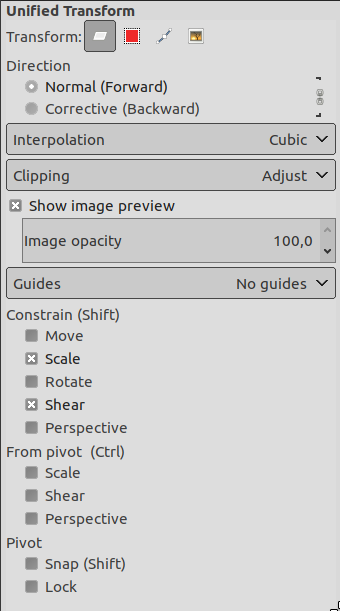 Unified Transform
Transform:
Direction
Normal (Forward)
Corrective (Backward)
Interpolation Cubic
Clipping Adjust
Show image preview
Image opacity 100,0
Guides No guides
Constrain (Shift)
Move
Scale
Rotate
Shear
Perspective
From pivot (Ctrl)
Scale
Shear
Perspective
Pivot
Snap (Shift)
Lock